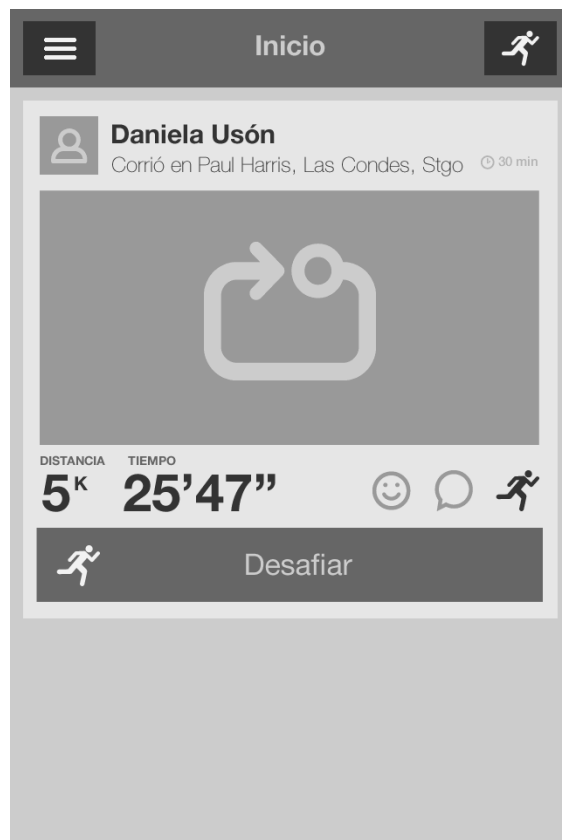 Inicio
Daniela Usón
Corrió en Paul Harris, Las Condes, Stgo 30 min
DISTANCIA TIEMPO
5K 25’47”
Desafiar